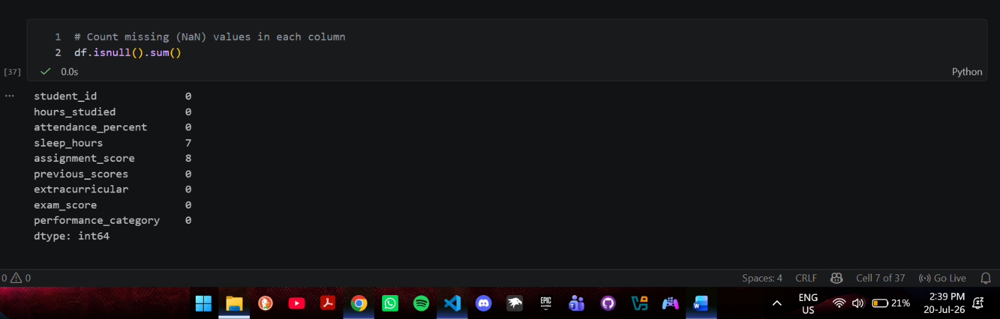 1 # Count missing (NaN) values in each column
2 df.isnull().sum()
[37] 0.0s Python
... student_id 0
hours_studied 0
attendance_percent 0
sleep_hours 7
assignment_score 8
previous_scores 0
extracurricular 0
exam_score 0
performance_category 0
dtype: int64
0 0 Spaces: 4 CRLF Cell 7 of 37 Go Live
EPIC GAMES ENG US 21% 2:39 PM
20-Jul-26